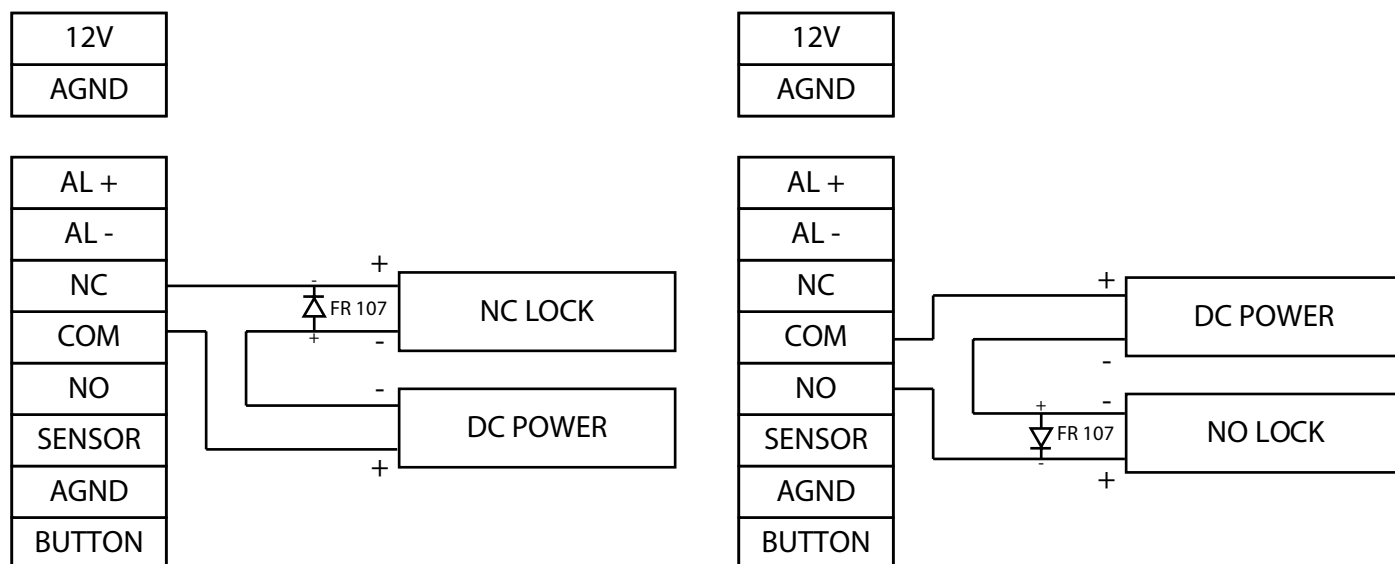 12V
AGND
AL +
AL -
NC
COM
NO
SENSOR
AGND
BUTTON
+
-
FR 107
+
-
NC LOCK
-
DC POWER
+
12V
AGND
AL +
AL -
NC
COM
NO
SENSOR
AGND
BUTTON
+
DC POWER
-
-
+
FR 107
-
NO LOCK
+